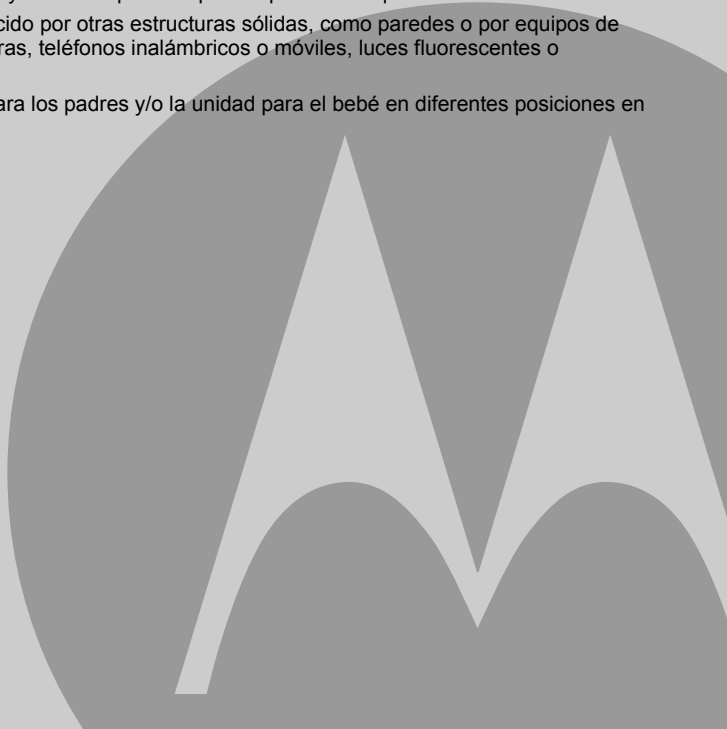 cido por otras estructuras sólidas, como paredes o por equipos de
ras, teléfonos inalámbricos o móviles, luces fluorescentes o
ara los padres y/o la unidad para el bebé en diferentes posiciones en